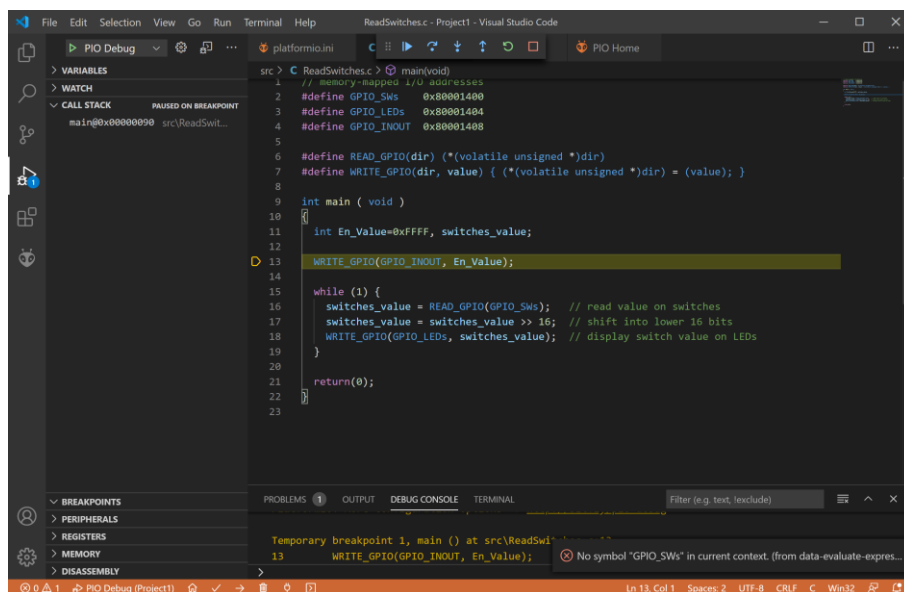 File Edit Selection View Go Run Terminal Help ReadSwitches.c - Project1 - Visual Studio Code
PIO Debug
platformio.ini
C
PIO Home
VARIABLES
WATCH
CALL STACK PAUSED ON BREAKPOINT
main@0x00000090 src\ReadSwit...
src > C ReadSwitches.c > main(void)
1 // memory-mapped I/O addresses
2 #define GPIO_SWs 0x80001400
3 #define GPIO_LEDs 0x80001404
4 #define GPIO_INOUT 0x80001408
5
6 #define READ_GPIO(dir) (*(volatile unsigned *)dir)
7 #define WRITE_GPIO(dir, value) { (*(volatile unsigned *)dir) = (value); }
8
9 int main ( void )
10 {
11 int En_Value=0xFFFF, switches_value;
12
13 WRITE_GPIO(GPIO_INOUT, En_Value);
14
15 while (1) {
16 switches_value = READ_GPIO(GPIO_SWs); // read value on switches
17 switches_value = switches_value >> 16; // shift into lower 16 bits
18 WRITE_GPIO(GPIO_LEDs, switches_value); // display switch value on LEDs
19 }
20
21 return(0);
22 }
23
1
BREAKPOINTS
PERIPHERALS
REGISTERS
MEMORY
DISASSEMBLY
PROBLEMS 1 OUTPUT DEBUG CONSOLE TERMINAL Filter (e.g. text, !exclude)
Temporary breakpoint 1, main () at src\ReadSwi
13 WRITE_GPIO(GPIO_INOUT, En_Value);
No symbol "GPIO_SWs" in current context. (from data-evaluate-expres...
>
0 1 PIO Debug (Project1) Ln 13, Col 1 Spaces: 2 UTF-8 CRLF C Win32